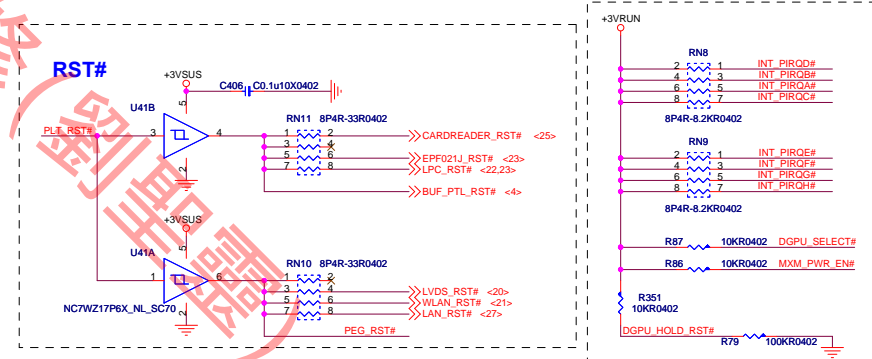 RST#
+3VSUS
C406
C0.1u10X0402
U41B
5
PLT_RST#
3
4
2
RN11 8P4R-33R0402
1 2
3 4
5 6
7 8
CARDREADER_RST# <25>
EPF021J_RST# <23>
LPC_RST# <22,23>
BUF_PTL_RST# <4>
+3VSUS
U41A
5
1
6
2
NC7WZ17P6X_NL_SC70
RN10 8P4R-33R0402
1 2
3 4
5 6
7 8
LVDS_RST# <20>
WLAN_RST# <21>
LAN_RST# <27>
PEG_RST#
+3VRUN
RN8
2 1 INT_PIRQD#
4 3 INT_PIRQB#
6 5 INT_PIRQA#
8 7 INT_PIRQC#
8P4R-8.2KR0402
RN9
2 1 INT_PIRQE#
4 3 INT_PIRQF#
6 5 INT_PIRQG#
8 7 INT_PIRQH#
8P4R-8.2KR0402
R87 10KR0402 DGPU_SELECT#
R86 10KR0402 MXM_PWR_EN#
R351
10KR0402
DGPU_HOLD_RST#
R79 100KR0402
(劉聖靈)